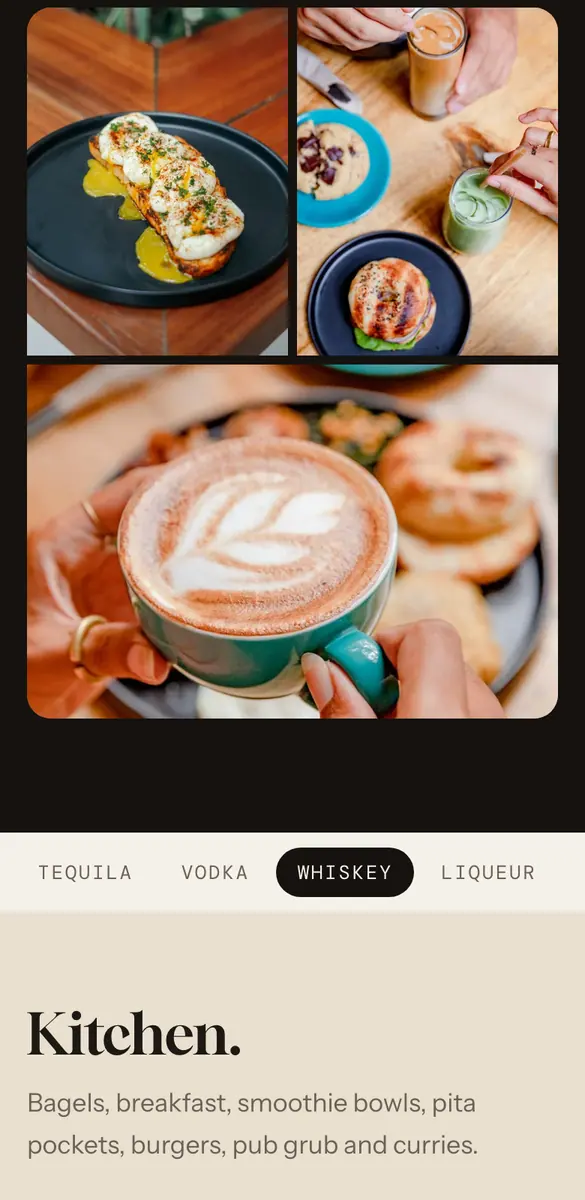 TEQUILA VODKA WHISKEY LIQUEUR
Kitchen.
Bagels, breakfast, smoothie bowls, pita
pockets, burgers, pub grub and curries.